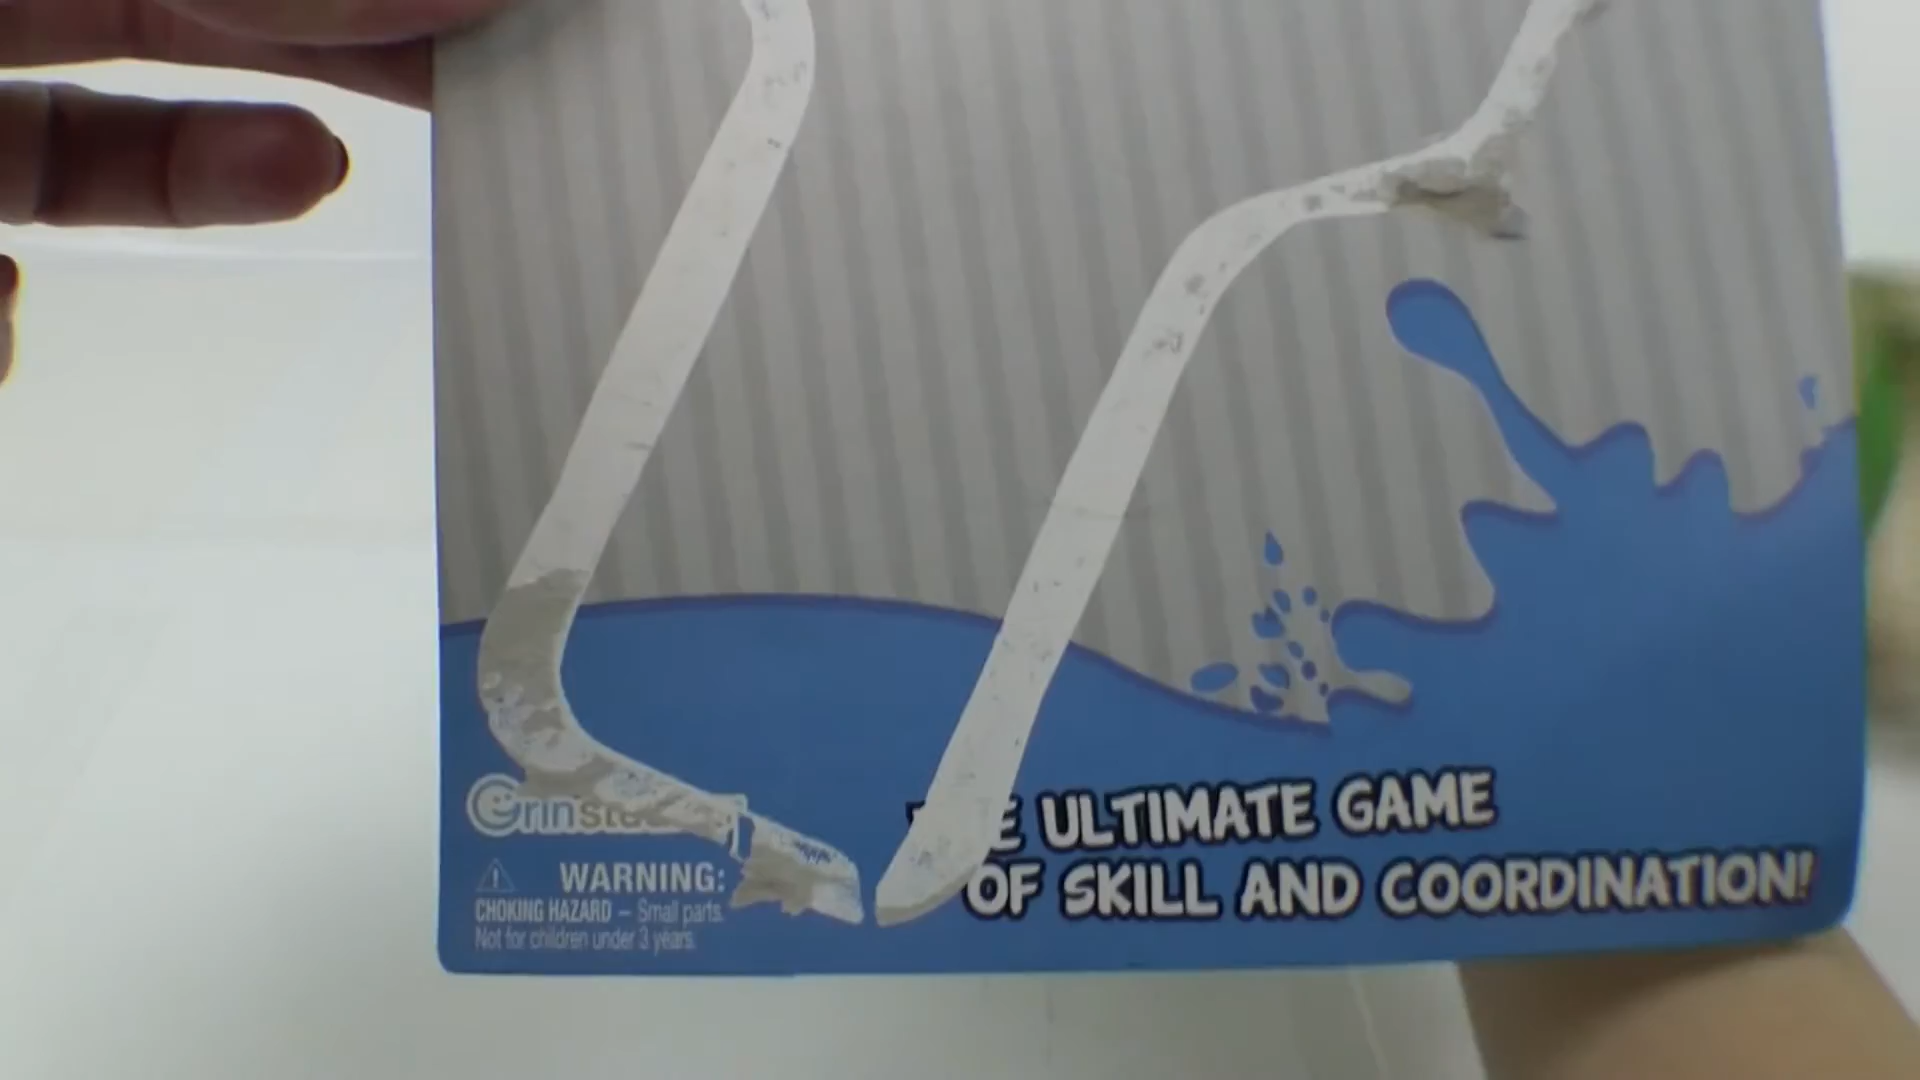 ULTIMATE GAME
OF SKILL AND COORDINATION!
WARNING:
CHOKING HAZARD – Small parts.
Not for children under 3 years.